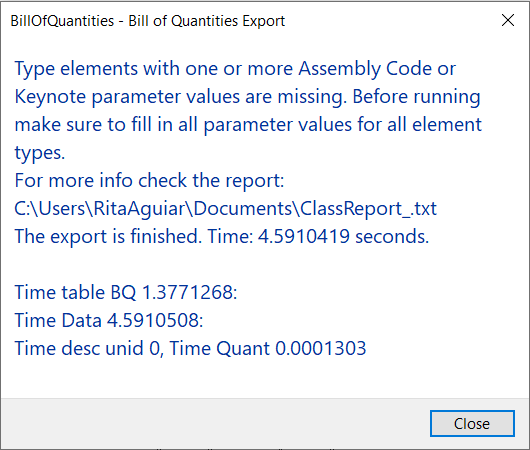 BillOfQuantities - Bill of Quantities Export
Type elements with one or more Assembly Code or
Keynote parameter values are missing. Before running
make sure to fill in all parameter values for all element
types.
For more info check the report:
C:\Users\RitaAguiar\Documents\ClassReport_.txt
The export is finished. Time: 4.5910419 seconds.
Time table BQ 1.3771268:
Time Data 4.5910508:
Time desc unid 0, Time Quant 0.0001303
Close